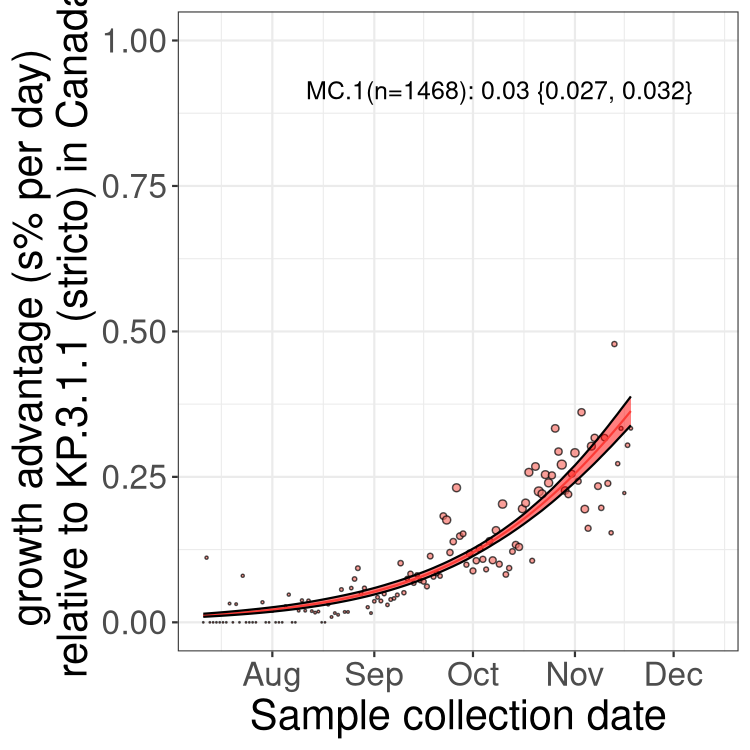 growth advantage (s% per day)
relative to KP.3.1.1 (stricto) in Canada
1.00
0.75
0.50
0.25
0.00
MC.1(n=1468): 0.03 {0.027, 0.032}
Aug Sep Oct Nov Dec
Sample collection date